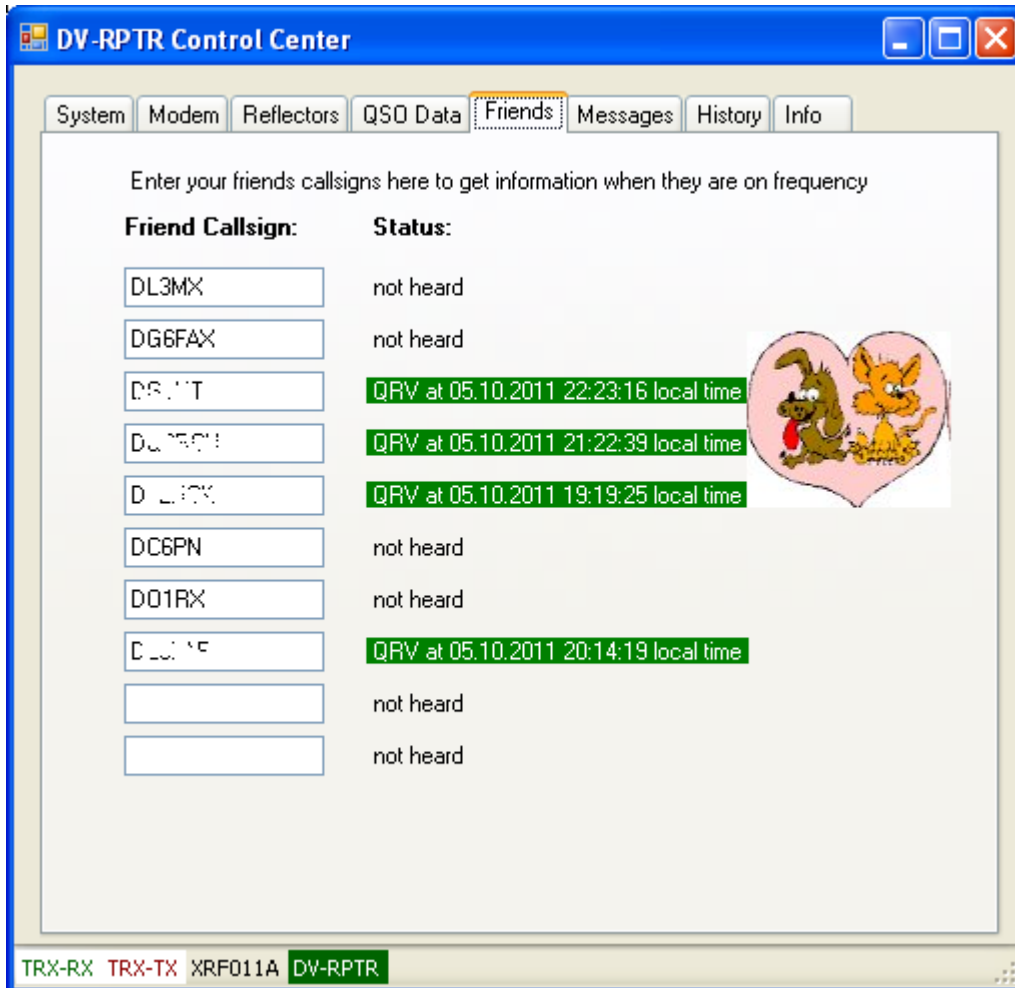 DV-RPTR Control Center
System Modem Reflectors QSO Data Friends Messages History Info
Enter your friends callsigns here to get information when they are on frequency
Friend Callsign: Status:
DL3MX not heard
DG6FAX not heard
QRV at 05.10.2011 22:23:16 local time
QRV at 05.10.2011 21:22:39 local time
QRV at 05.10.2011 19:19:25 local time
DC6PN not heard
DO1RX not heard
QRV at 05.10.2011 20:14:19 local time
not heard
not heard
TRX-RX TRX-TX XRF011A DV-RPTR